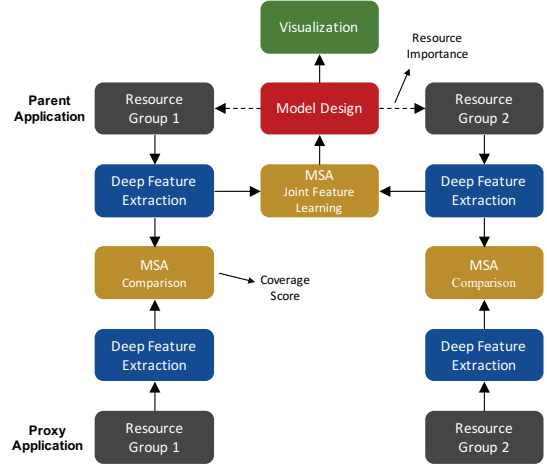 Visualization
Resource
Importance
Parent
Application
Resource
Group 1
Model Design
Resource
Group 2
Deep Feature
Extraction
MSA
Joint Feature
Learning
Deep Feature
Extraction
MSA
Comparison
Coverage
Score
MSA
Comparison
Deep Feature
Extraction
Deep Feature
Extraction
Proxy
Application
Resource
Group 1
Resource
Group 2